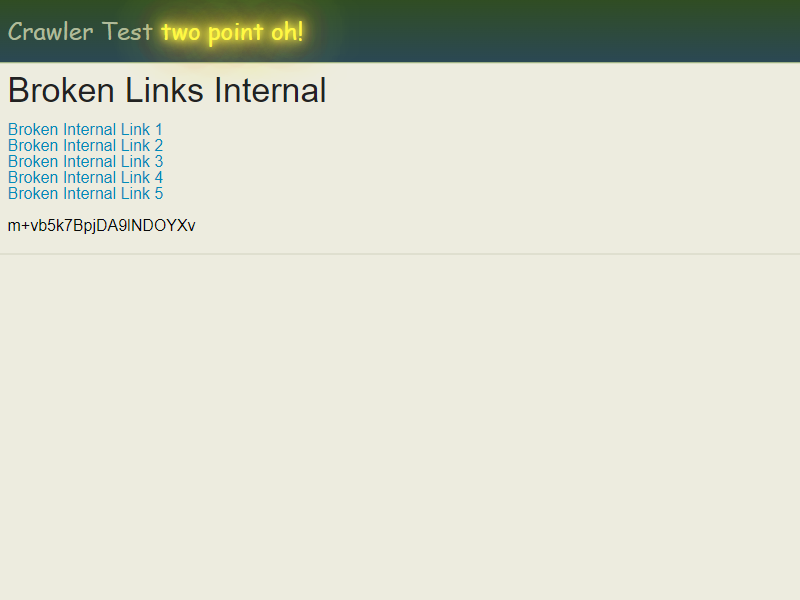 Crawler Test two point oh!
Broken Links Internal
Broken Internal Link 1
Broken Internal Link 2
Broken Internal Link 3
Broken Internal Link 4
Broken Internal Link 5
m+vb5k7BpjDA9lNDOYXv